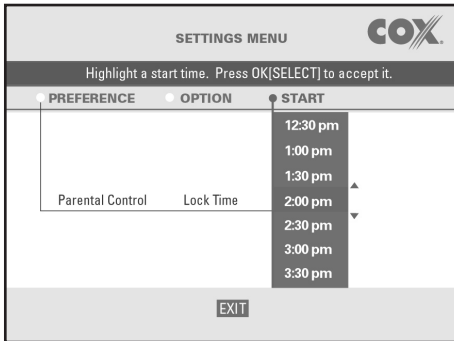 SETTINGS MENU
COX
Highlight a start time. Press OK[SELECT] to accept it.
PREFERENCE OPTION START
12:30 pm
1:00 pm
1:30 pm
Parental Control Lock Time 2:00 pm
2:30 pm
3:00 pm
3:30 pm
EXIT